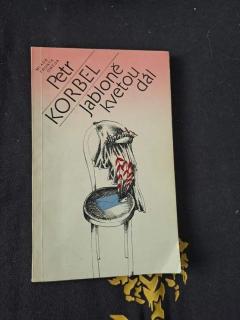 Petr
KORBEL
Jabloně
kvetou
dál